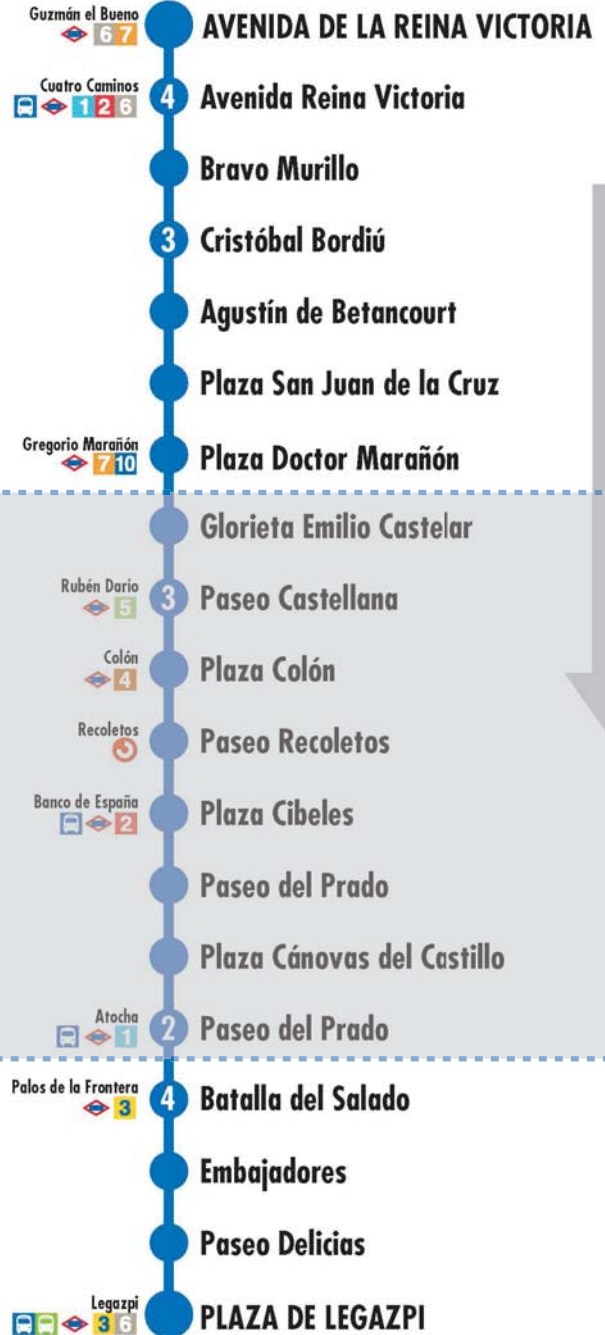 Guzmán el Bueno
6 7
AVENIDA DE LA REINA VICTORIA
Cuatro Caminos
1 2 6
4 Avenida Reina Victoria
Bravo Murillo
3 Cristóbal Bordiú
Agustín de Betancourt
Plaza San Juan de la Cruz
Gregorio Marañón
7 10
Plaza Doctor Marañón
Glorieta Emilio Castelar
Rubén Dario
5
3 Paseo Castellana
Colón
4
Plaza Colón
Recoletos
Paseo Recoletos
Banco de España
2
Plaza Cibeles
Paseo del Prado
Plaza Cánovas del Castillo
Atocha
1
2 Paseo del Prado
Palos de la Frontera
3
4 Batalla del Salado
Embajadores
Paseo Delicias
Legazpi
3 6
PLAZA DE LEGAZPI